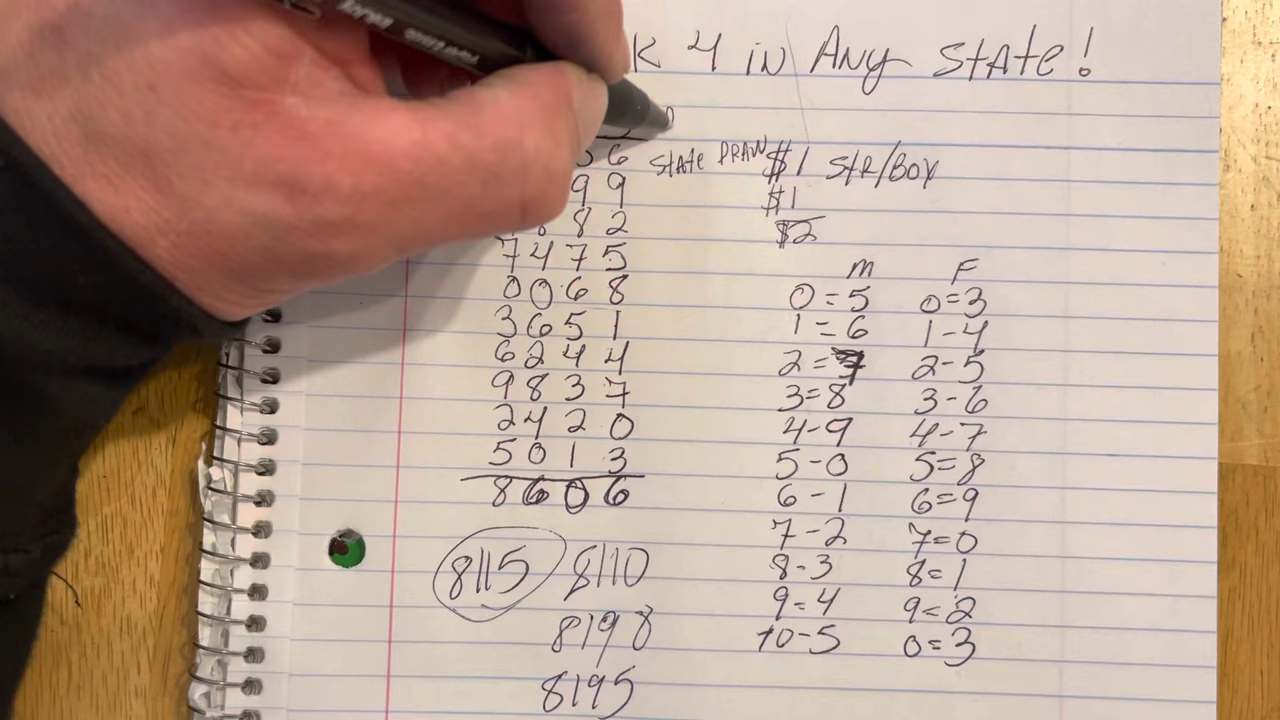 K 4 in Any State!
3 6 State Draw $1 Str/Box
9 9 $1
8 8 2 $2
7 4 7 5
0 0 6 8
3 6 5 1
6 2 4 4
9 8 3 7
2 4 2 0
5 0 1 3
8 6 0 6
8115 8110
8198
8195
M F
0=5 0=3
1=6 1-4
2=7 2-5
3=8 3-6
4-9 4-7
5-0 5=8
6-1 6=9
7-2 7=0
8-3 8=1
9=4 9=2
10-5 0=3